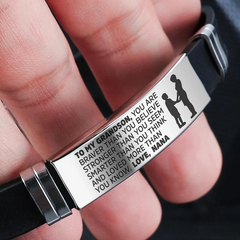 TO MY GRANDSON, YOU ARE
BRAVER THAN YOU BELIEVE
STRONGER THAN YOU SEEM
SMARTER THAN YOU THINK
AND LOVED MORE THAN
YOU KNOW. LOVE, NANA